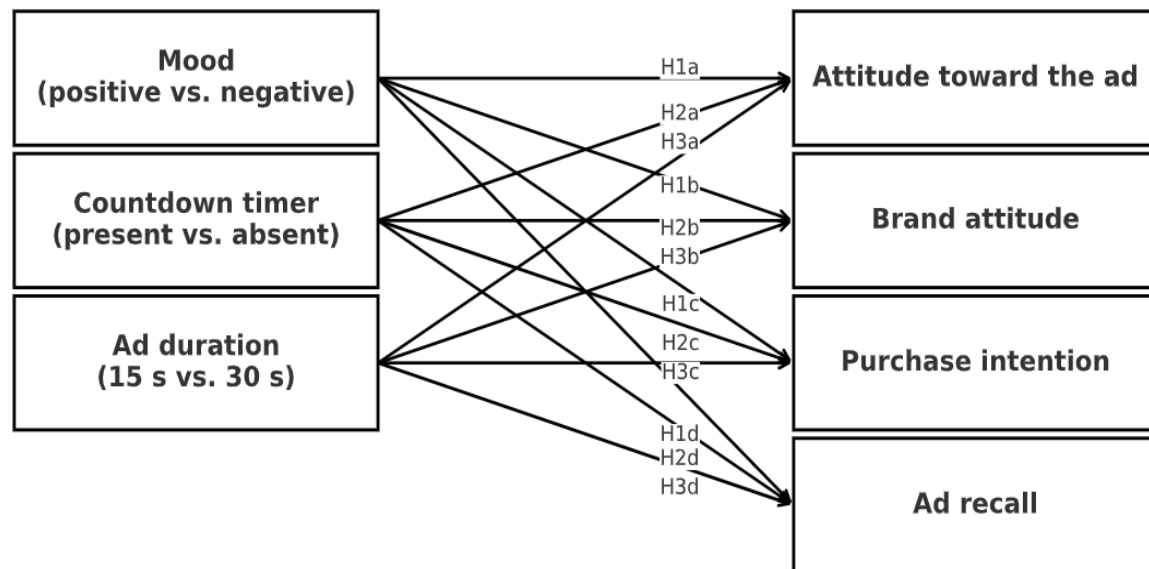 Mood
(positive vs. negative)
Countdown timer
(present vs. absent)
Ad duration
(15 s vs. 30 s)
H1a
H2a
H3a
H1b
H2b
H3b
H1c
H2c
H3c
H1d
H2d
H3d
Attitude toward the ad
Brand attitude
Purchase intention
Ad recall